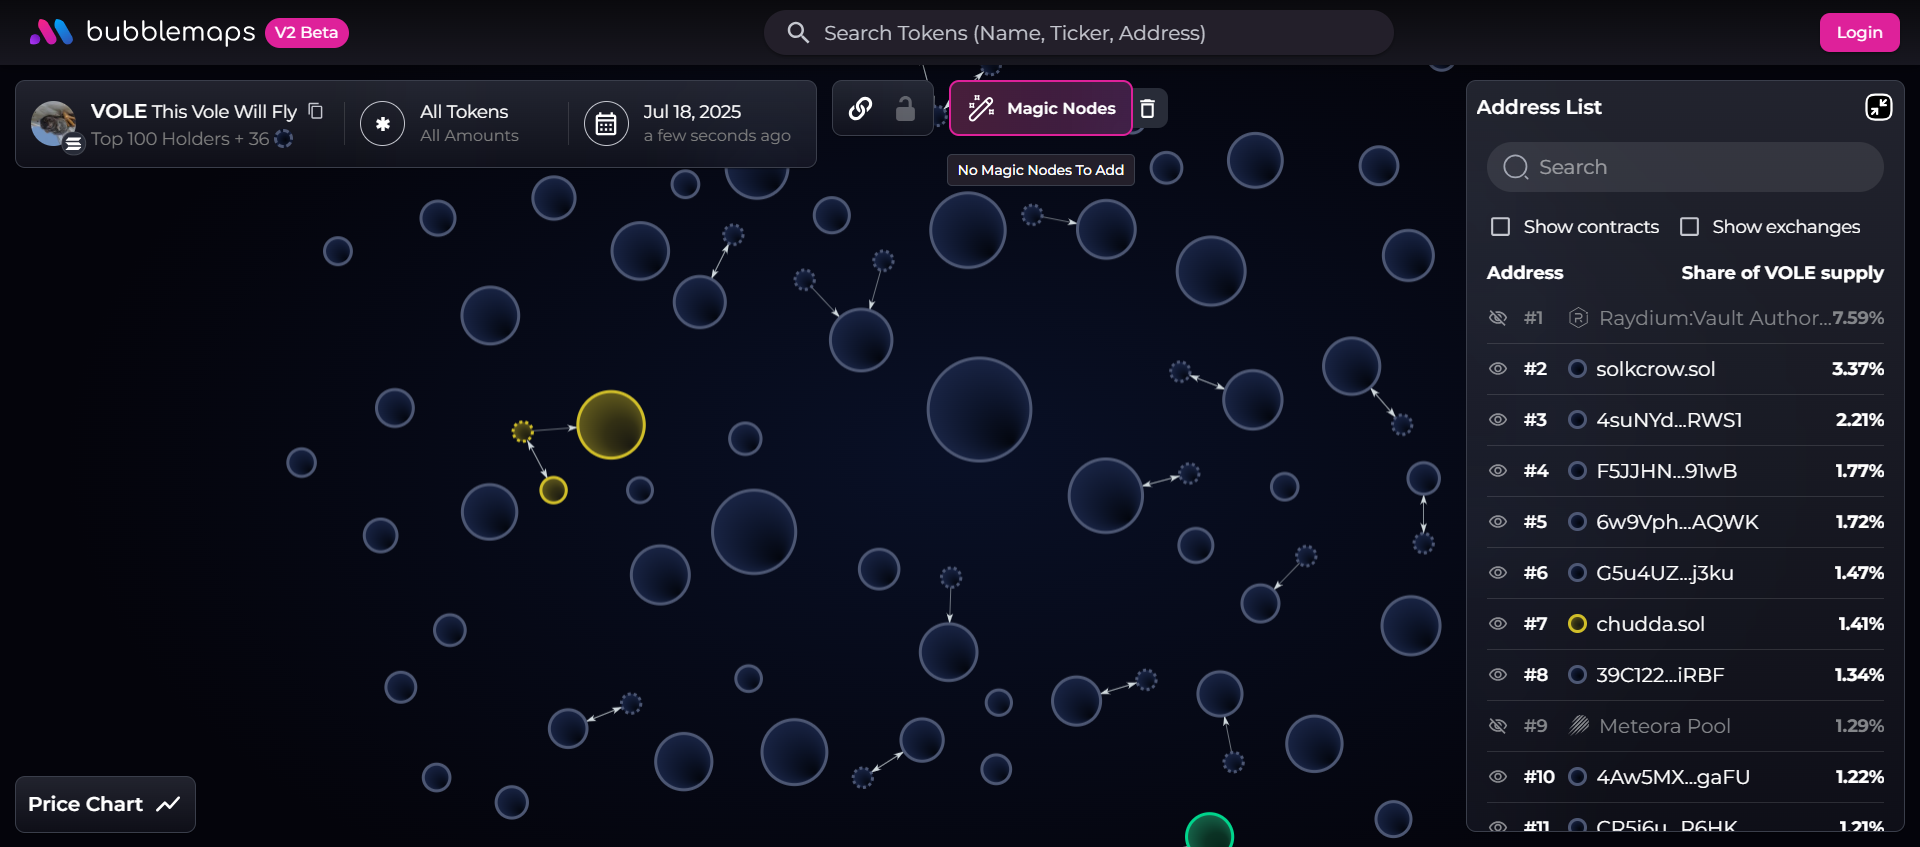 bubblemaps V2 Beta
Search Tokens (Name, Ticker, Address)
Login
VOLE This Vole Will Fly
Top 100 Holders + 36
All Tokens
All Amounts
Jul 18, 2025
a few seconds ago
Magic Nodes
No Magic Nodes To Add
Address List
Search
Show contracts Show exchanges
Address Share of VOLE supply
#1 Raydium:Vault Author... 7.59%
#2 solkcrow.sol 3.37%
#3 4suNYd...RWS1 2.21%
#4 F5JJHN...91wB 1.77%
#5 6w9Vph...AQWK 1.72%
#6 G5u4UZ...j3ku 1.47%
#7 chudda.sol 1.41%
#8 39C122...iRBF 1.34%
#9 Meteora Pool 1.29%
#10 4Aw5MX...gaFU 1.22%
#11 1.21%
Price Chart